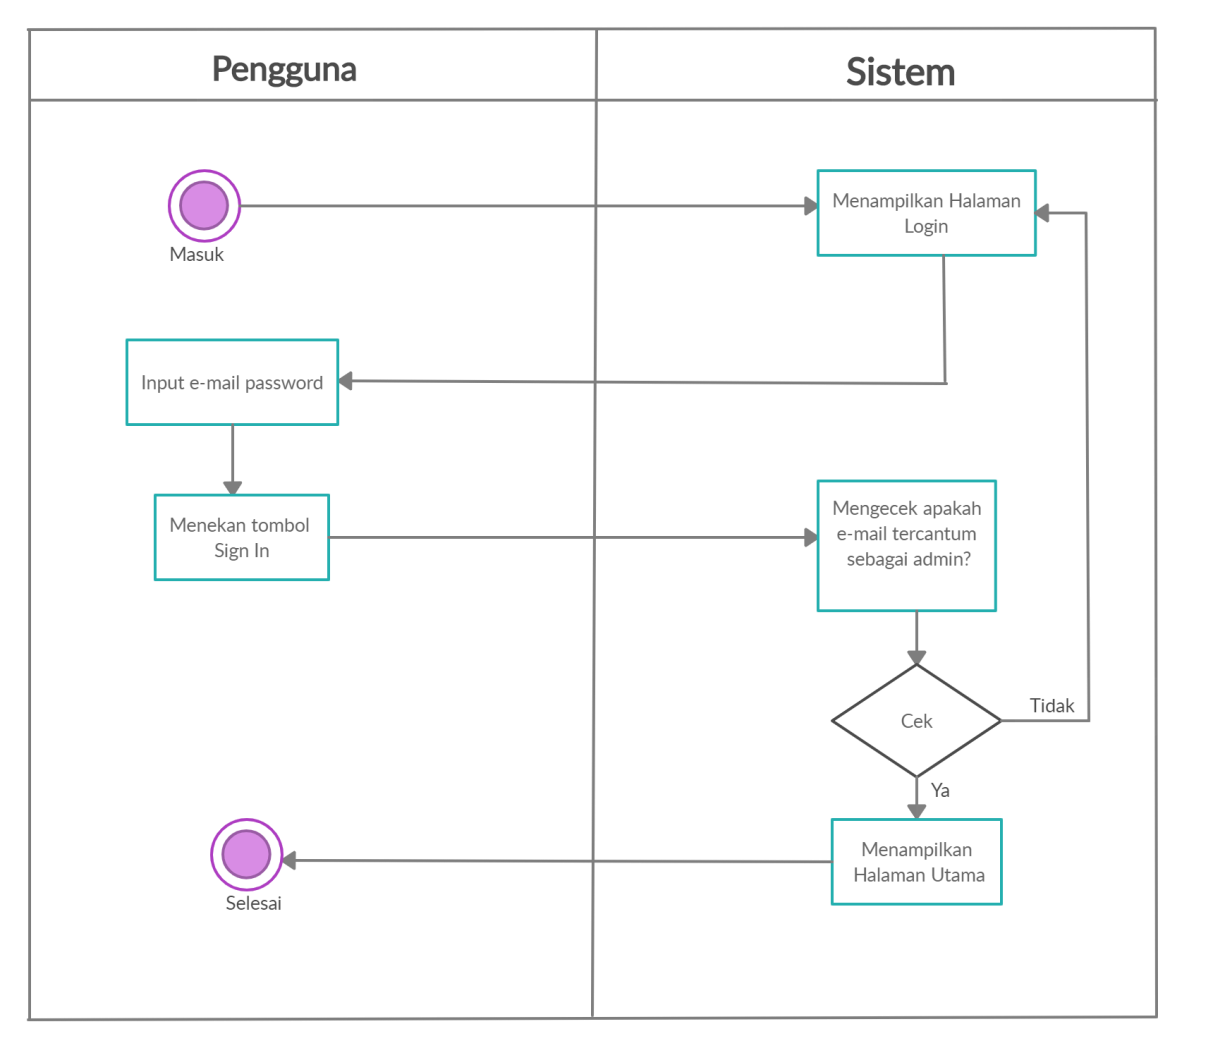 Pengguna
Sistem
Masuk
Menampilkan Halaman
Login
Input e-mail password
Menekan tombol
Sign In
Mengecek apakah
e-mail tercantum
sebagai admin?
Cek
Tidak
Ya
Menampilkan
Halaman Utama
Selesai